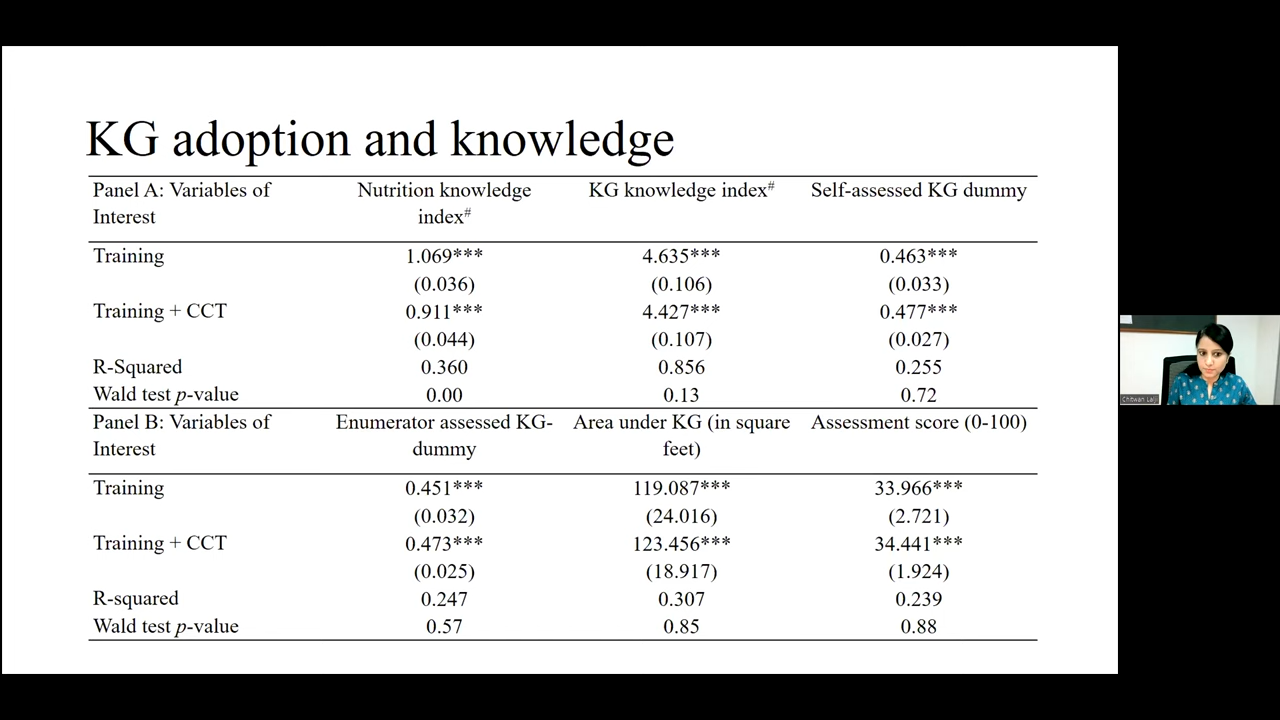 KG adoption and knowledge
Panel A: Variables of Interest Nutrition knowledge index# KG knowledge index# Self-assessed KG dummy
Training 1.069*** 4.635*** 0.463***
(0.036) (0.106) (0.033)
Training + CCT 0.911*** 4.427*** 0.477***
(0.044) (0.107) (0.027)
R-Squared 0.360 0.856 0.255
Wald test p-value 0.00 0.13 0.72
Panel B: Variables of Interest Enumerator assessed KG-dummy Area under KG (in square feet) Assessment score (0-100)
Training 0.451*** 119.087*** 33.966***
(0.032) (24.016) (2.721)
Training + CCT 0.473*** 123.456*** 34.441***
(0.025) (18.917) (1.924)
R-squared 0.247 0.307 0.239
Wald test p-value 0.57 0.85 0.88